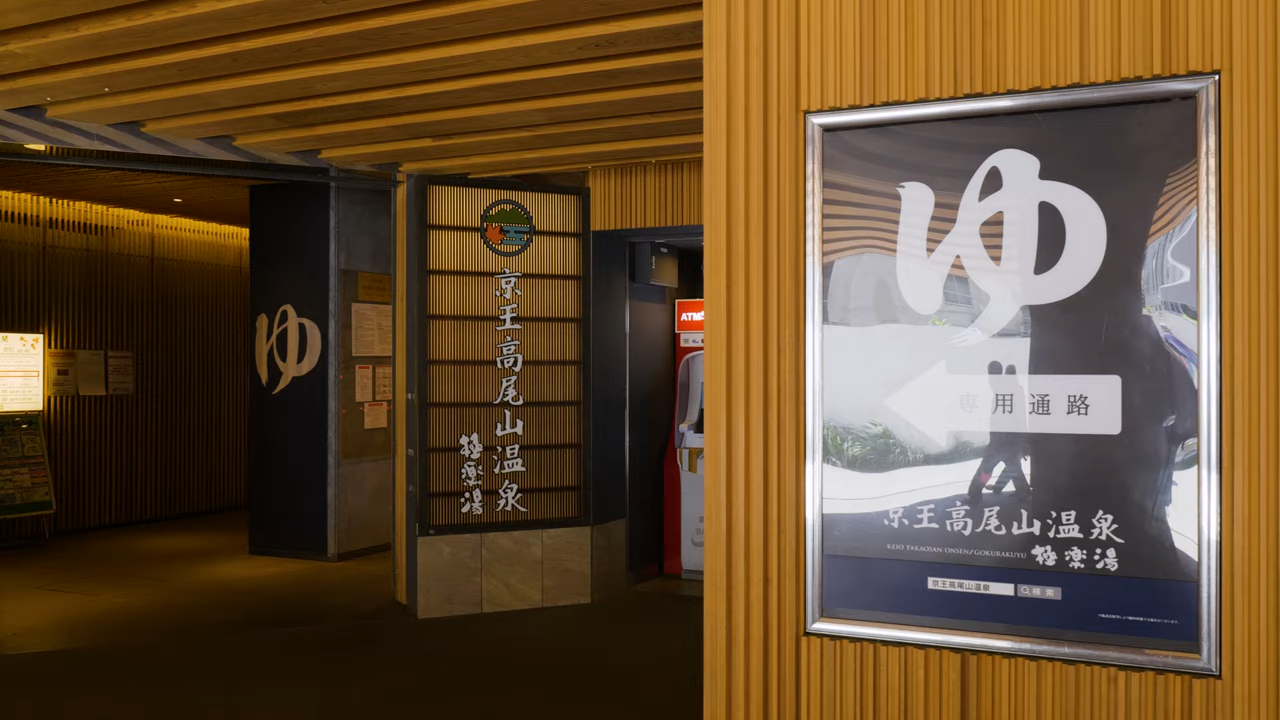 ゆ
京王高尾山温泉
極楽湯
ATM
ゆ
専用通路
京王高尾山温泉
KEIO TAKAOSAN ONSEN/GOKURAKUYU 極楽湯
京王高尾山温泉 検索